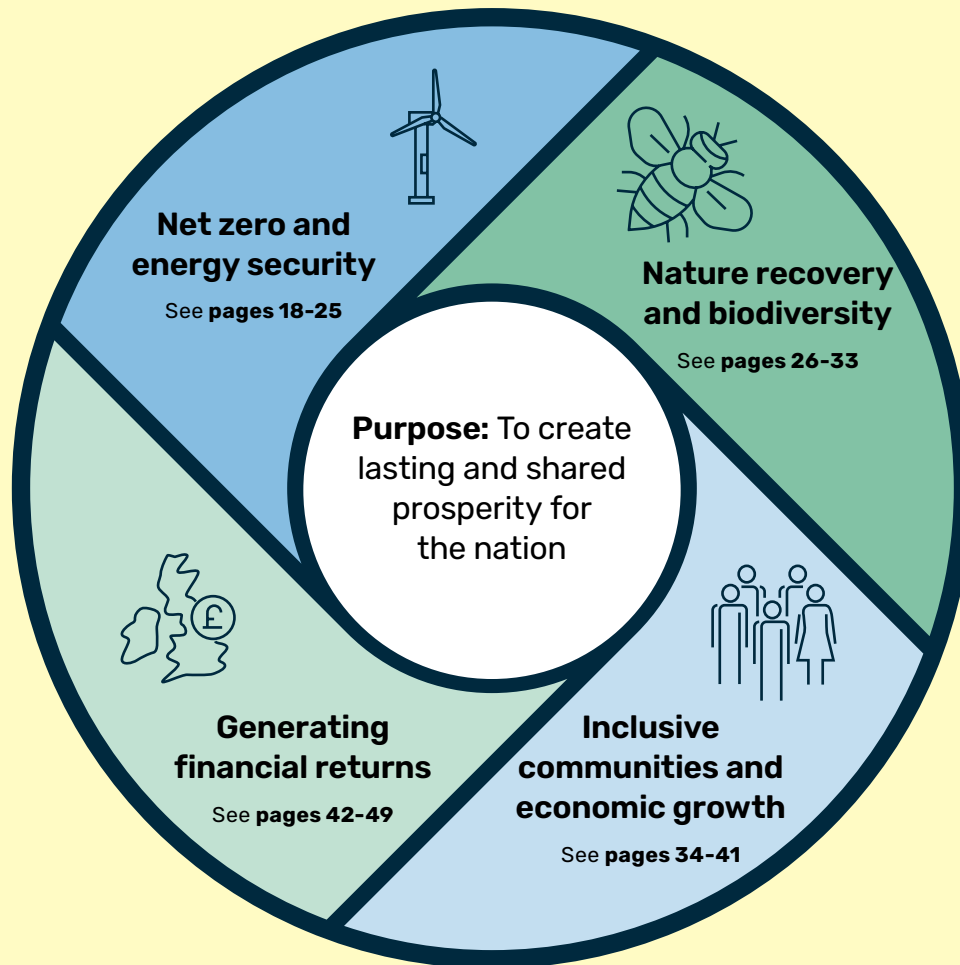 Net zero and
energy security
See pages 18-25
Nature recovery
and biodiversity
See pages 26-33
Purpose: To create
lasting and shared
prosperity for
the nation
£
Generating
financial returns
See pages 42-49
Inclusive
communities and
economic growth
See pages 34-41